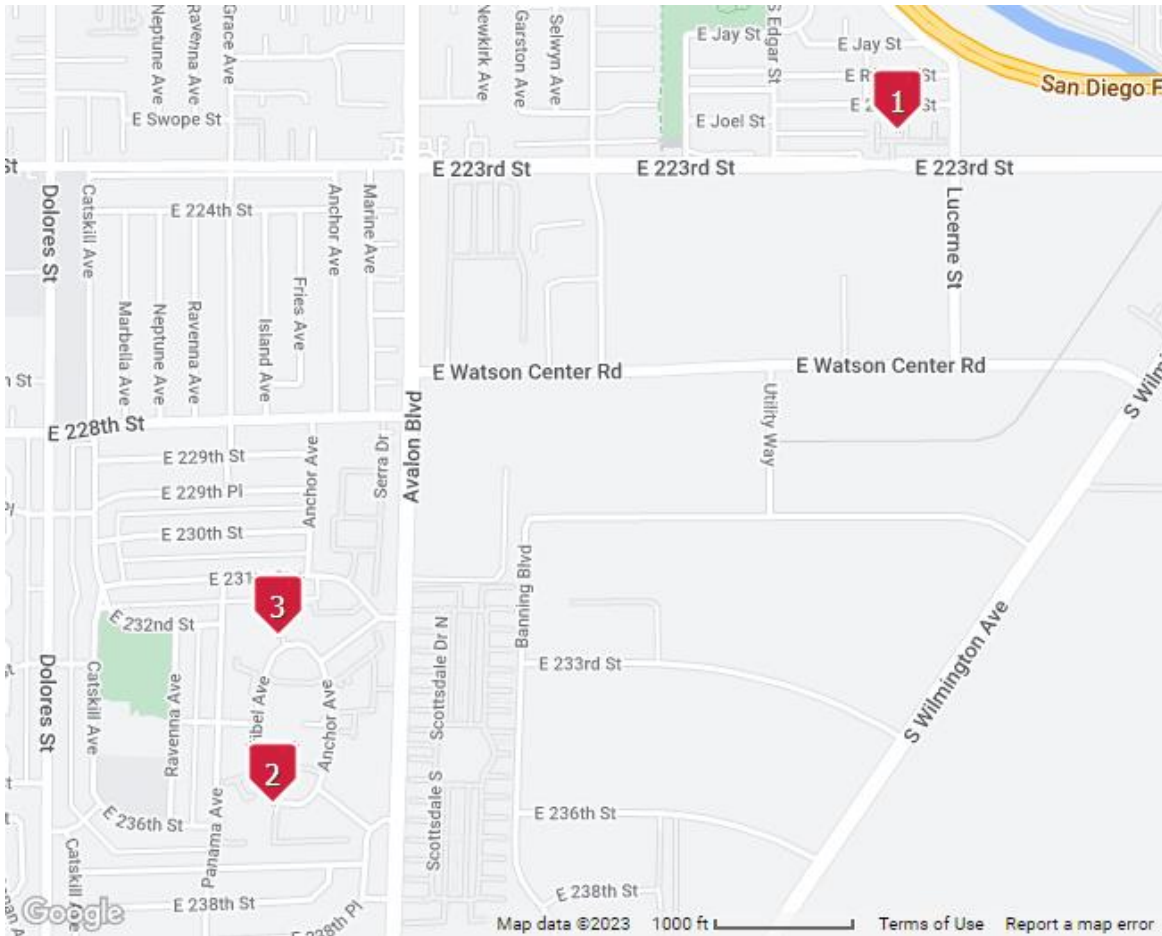 Neptune Ave
Ravenna Ave
Grace Ave
Newkirk Ave
Garston Ave
Selwyn Ave
E Jay St
S Edgar St
E Jay St
San Diego F
E R
St
1
E 2
St
E Swope St
E Joel St
St
E 223rd St
E 223rd St
E 223rd St
Dolores St
Catskill Ave
E 224th St
Anchor Ave
Marine Ave
Lucerne St
Fries Ave
Marbella Ave
Neptune Ave
Ravenna Ave
Island Ave
E Watson Center Rd
E Watson Center Rd
St
S Wilmi
Utility Way
E 228th St
Avalon Blvd
E 229th St
Anchor Ave
Serra Dr
E 229th Pl
Pl
E 230th St
Banning Blvd
E 231
3
E 232nd St
Scottsdale Dr N
E 233rd St
S Wilmington Ave
Dolores St
Catskill Ave
Ravenna Ave
ibel Ave
Anchor Ave
2
Scottsdale S
E 236th St
Panama Ave
E 236th St
Catskill A
E 238th St
E 238th St
E 238th Pl
Google
Map data ©2023
1000 ft
Terms of Use
Report a map error